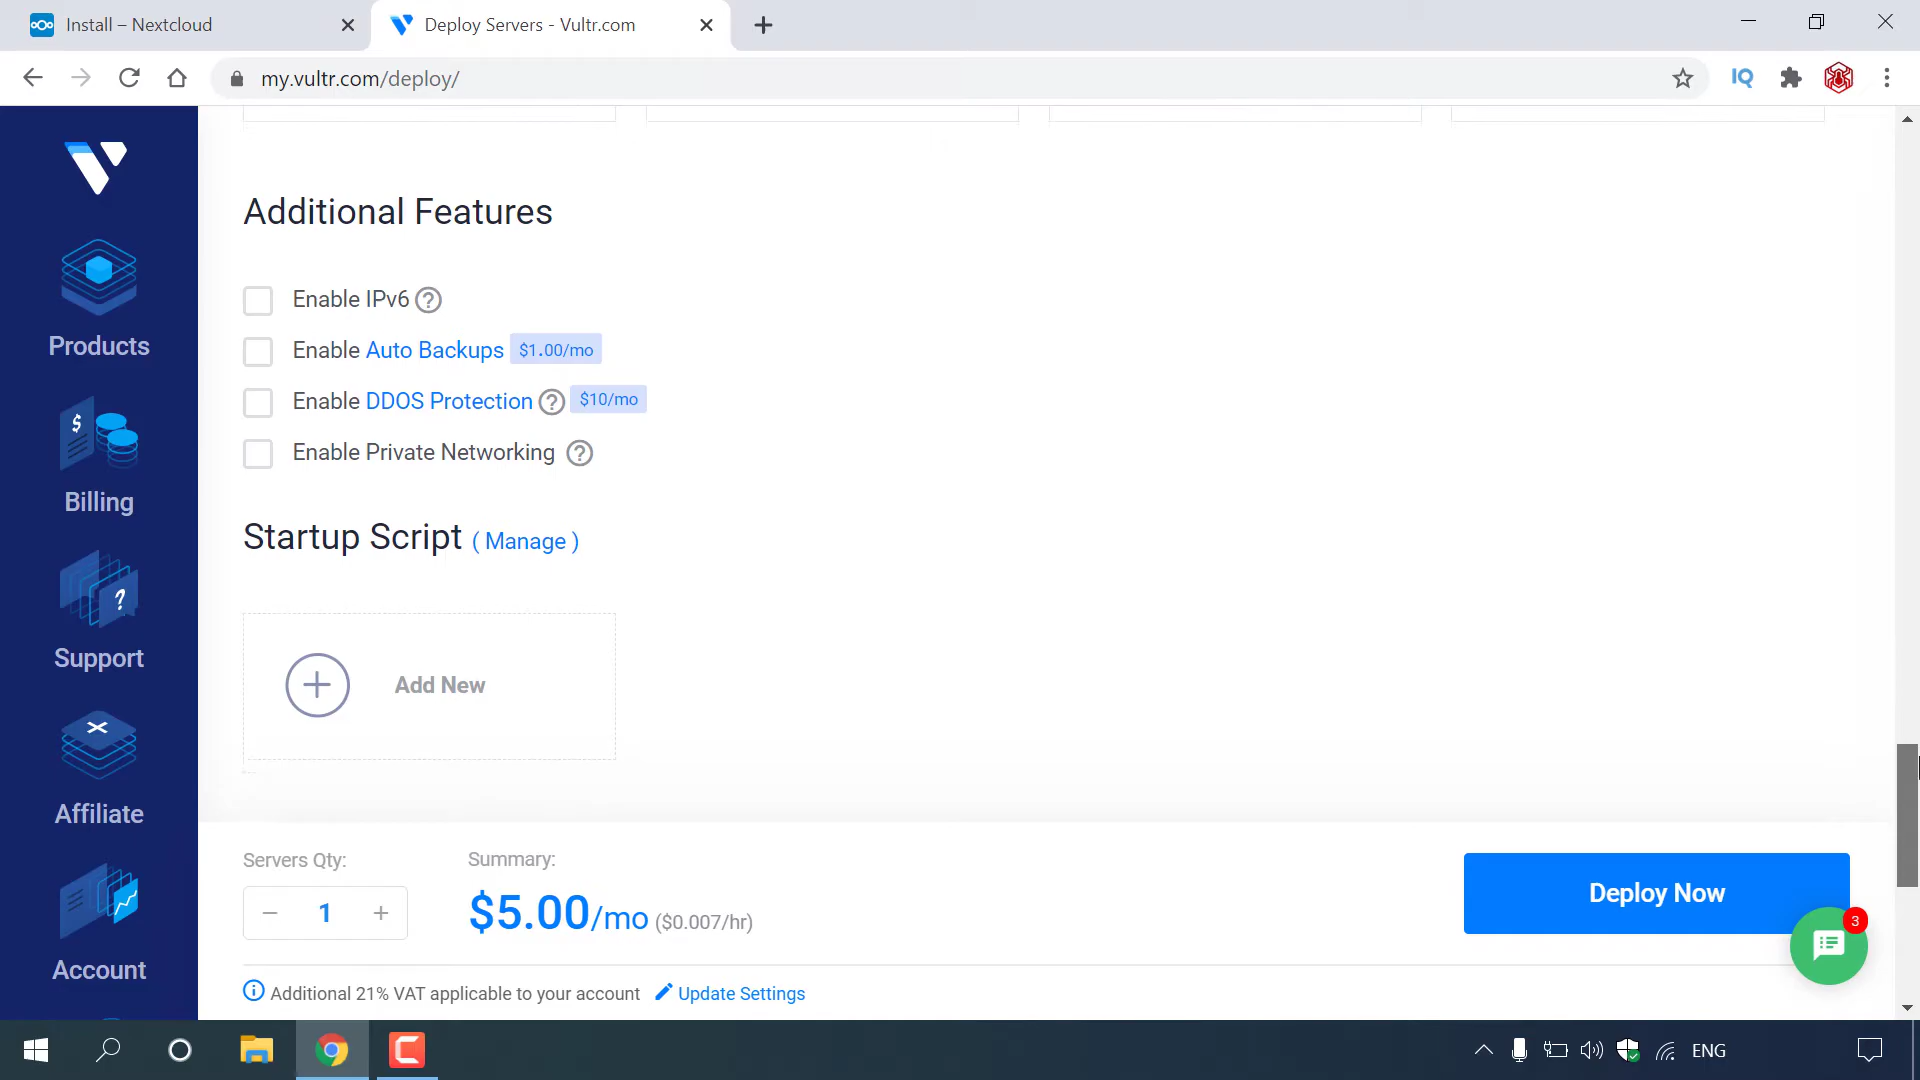 Install – Nextcloud
Deploy Servers - Vultr.com
my.vultr.com/deploy/
IQ
Products
Billing
Support
Affiliate
Account
Additional Features
Enable IPv6 ?
Enable Auto Backups $1.00/mo
Enable DDOS Protection ? $10/mo
Enable Private Networking ?
Startup Script ( Manage )
Add New
Servers Qty:
1
Summary:
$5.00/mo ($0.007/hr)
Deploy Now
3
Additional 21% VAT applicable to your account
Update Settings
ENG